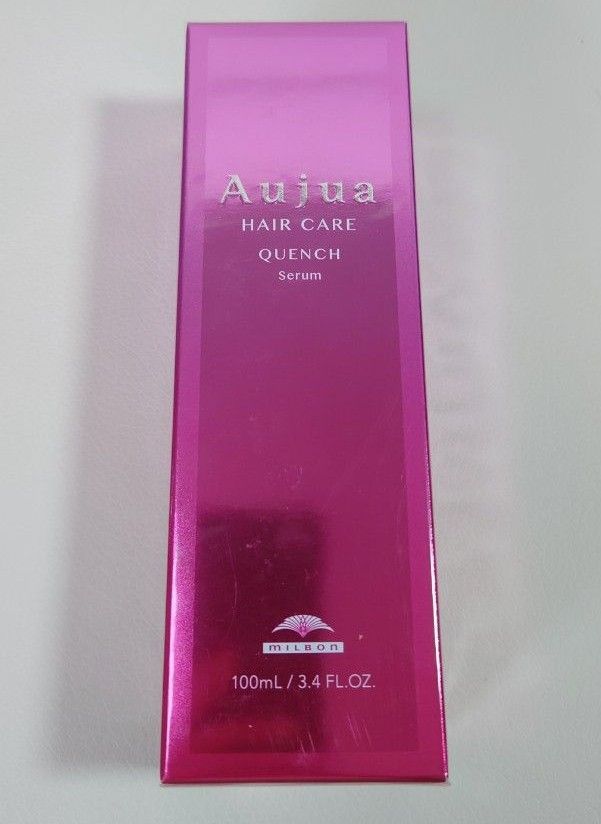 Aujua
HAIR CARE
QUENCH
Serum
MILBON
100mL / 3.4 FL.OZ.